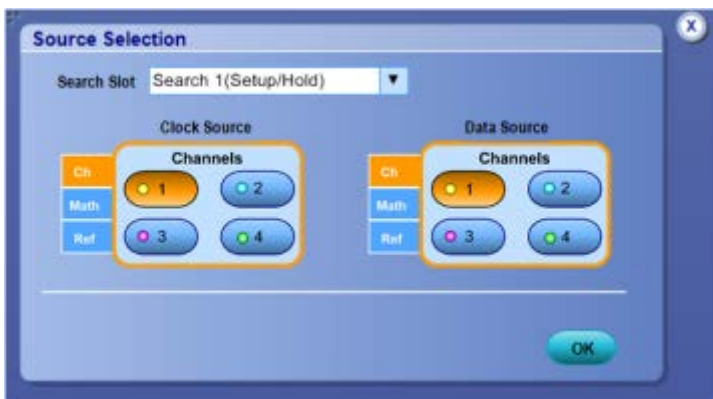 Source Selection
X
Search Slot Search 1(Setup/Hold)
Clock Source Data Source
Channels Channels
Ch 1 2 Ch 1 2
Math Math
Ref 3 4 Ref 3 4
OK